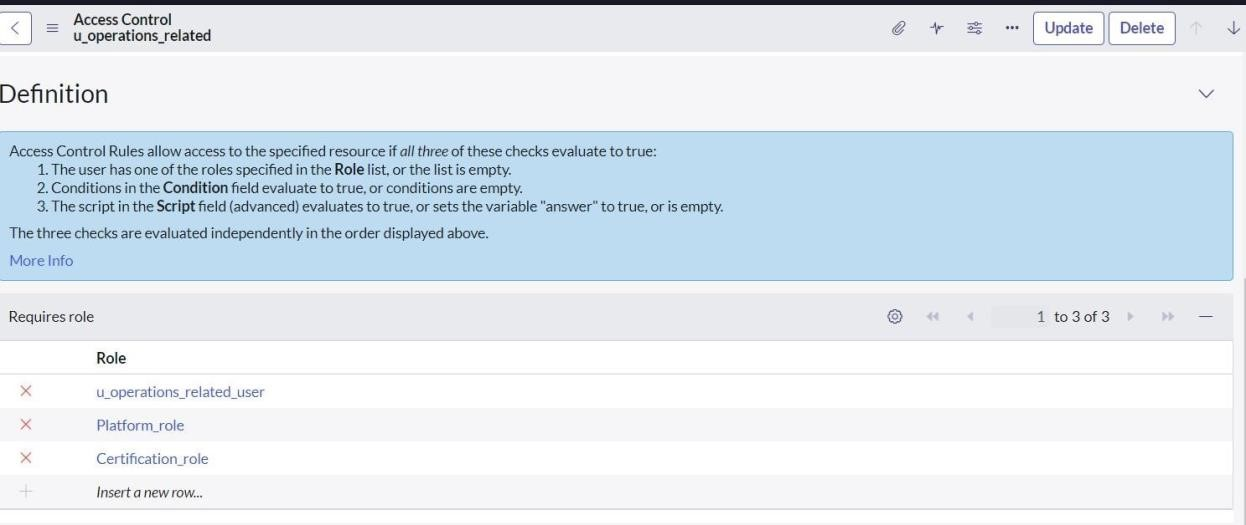 Access Control
u_operations_related
Update
Delete
Definition
Access Control Rules allow access to the specified resource if all three of these checks evaluate to true:
1. The user has one of the roles specified in the Role list, or the list is empty.
2. Conditions in the Condition field evaluate to true, or conditions are empty.
3. The script in the Script field (advanced) evaluates to true, or sets the variable "answer" to true, or is empty.
The three checks are evaluated independently in the order displayed above.
More Info
Requires role
1 to 3 of 3
Role
u_operations_related_user
Platform_role
Certification_role
Insert a new row...